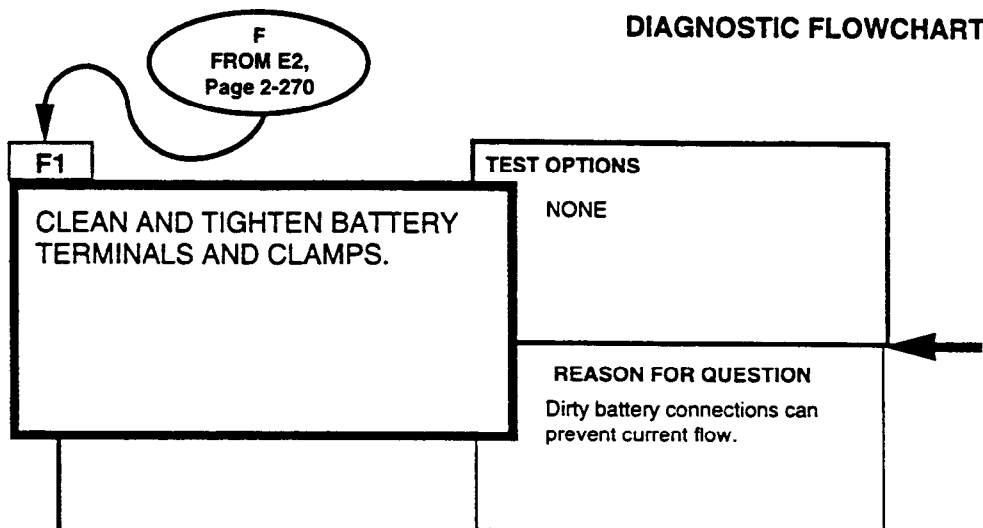 DIAGNOSTIC FLOWCHART
F
FROM E2,
Page 2-270
F1
CLEAN AND TIGHTEN BATTERY
TERMINALS AND CLAMPS.
TEST OPTIONS
NONE
REASON FOR QUESTION
Dirty battery connections can
prevent current flow.